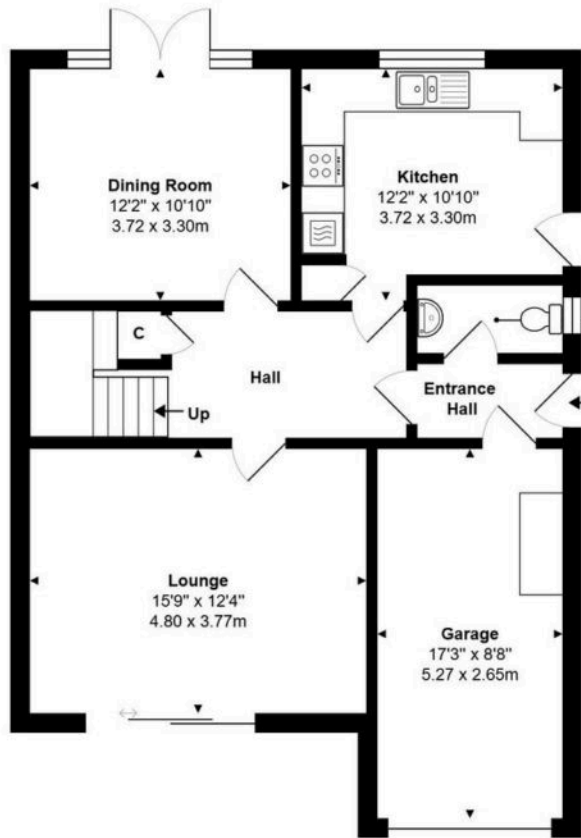 Dining Room
12'2" x 10'10"
3.72 x 3.30m
Kitchen
12'2" x 10'10"
3.72 x 3.30m
C
Hall
Up
Entrance
Hall
Lounge
15'9" x 12'4"
4.80 x 3.77m
Garage
17'3" x 8'8"
5.27 x 2.65m